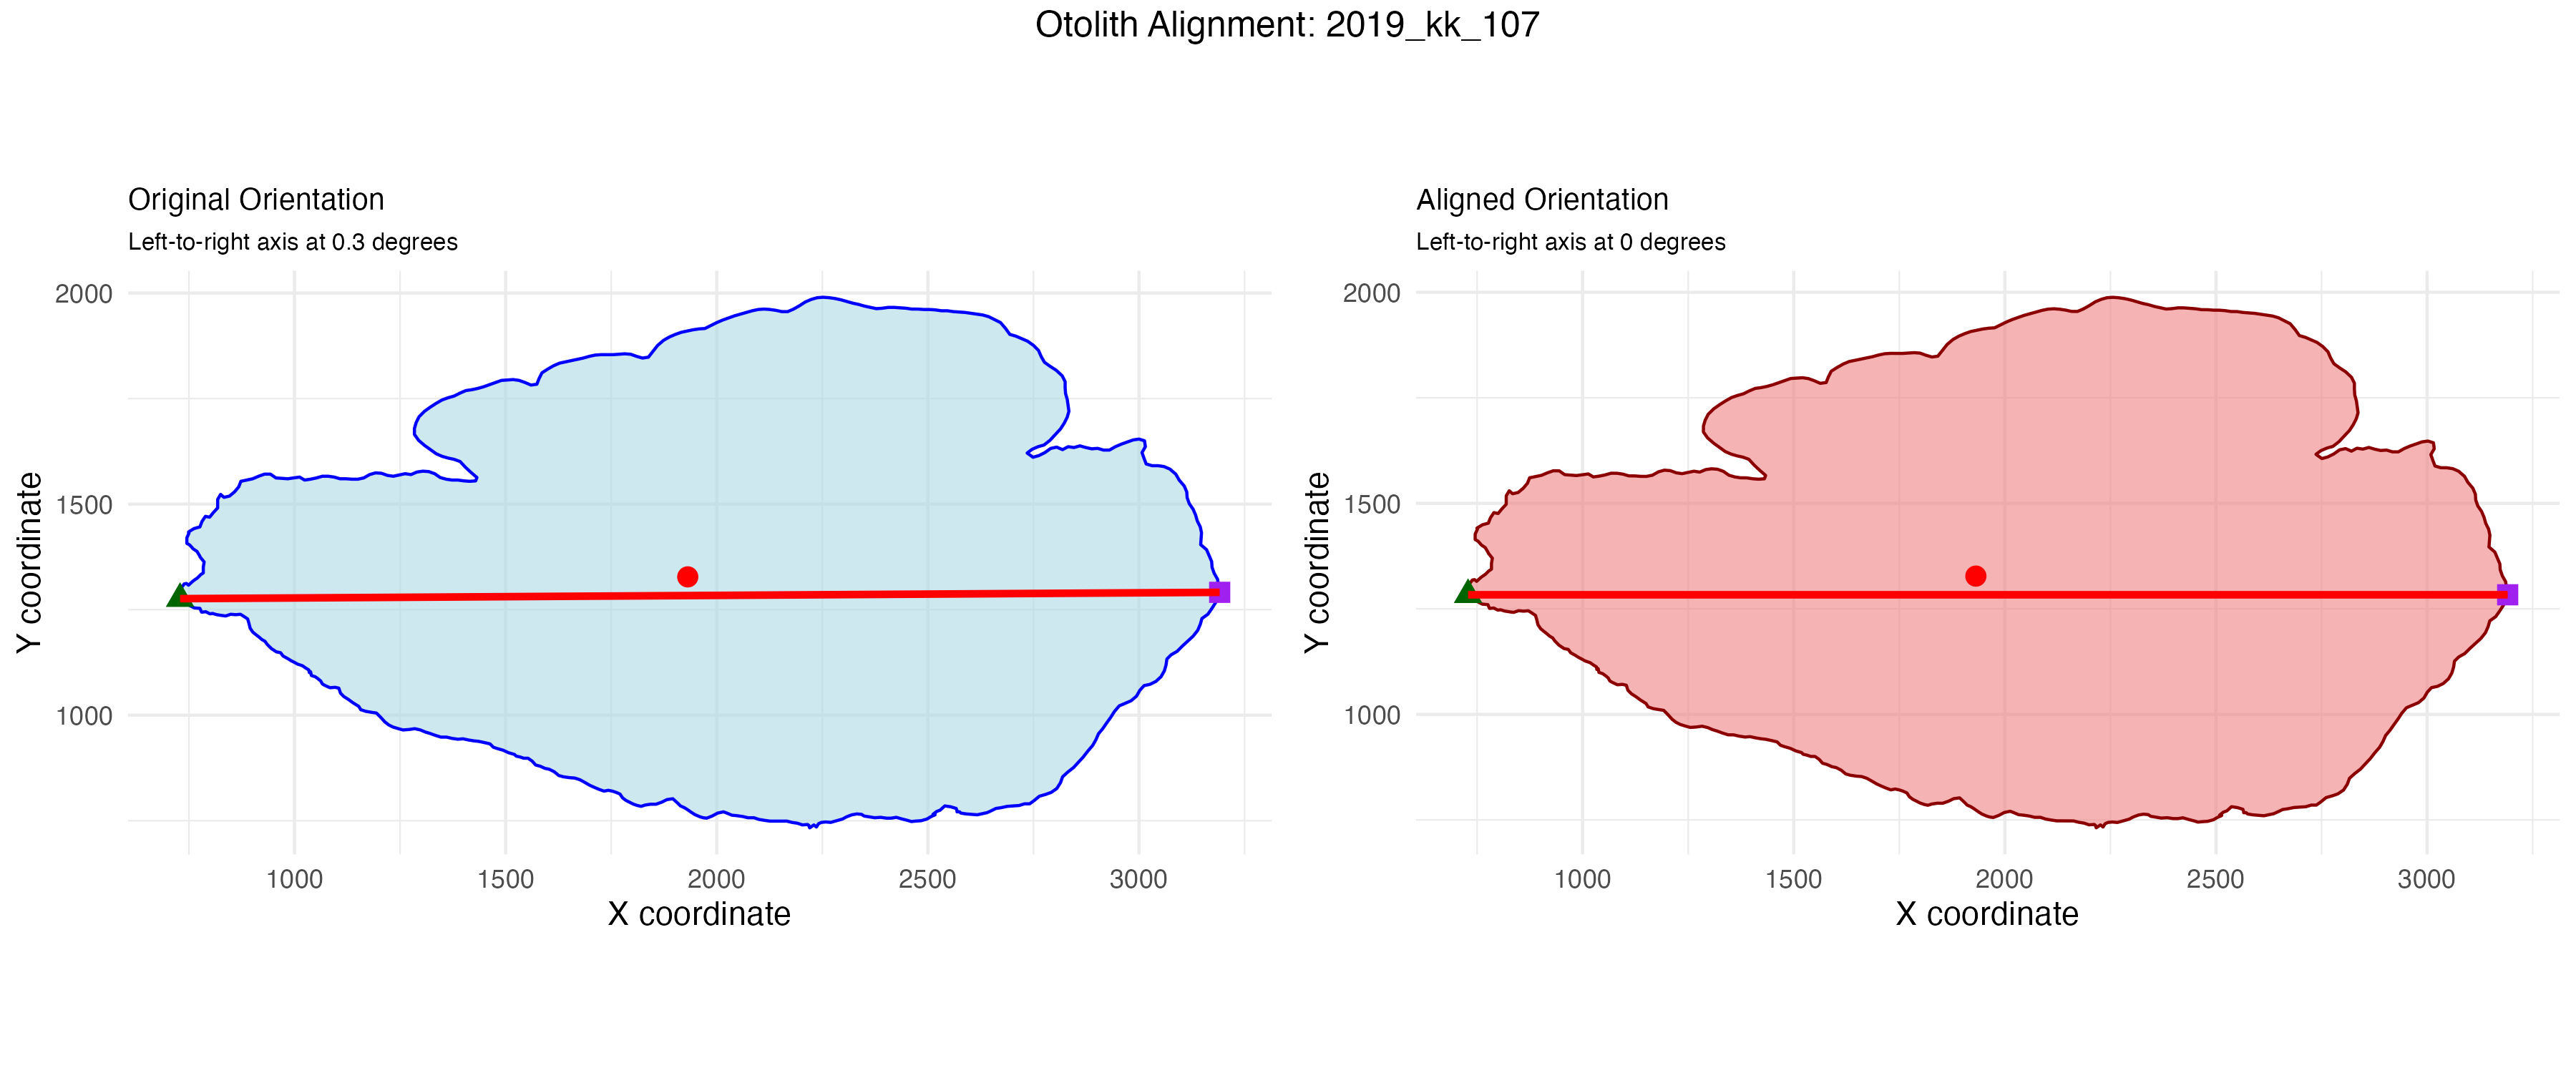 Otolith Alignment: 2019_kk_107
Original Orientation
Left-to-right axis at 0.3 degrees
2000
1500
1000
Y coordinate
1000 1500 2000 2500 3000
X coordinate
Aligned Orientation
Left-to-right axis at 0 degrees
2000
1500
1000
Y coordinate
1000 1500 2000 2500 3000
X coordinate